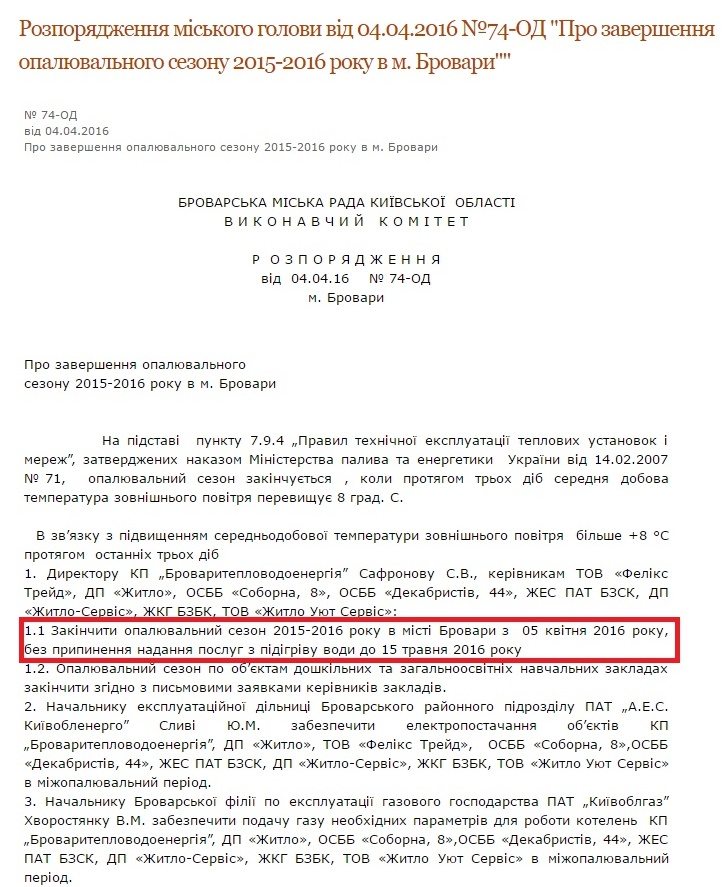 Розпорядження міського голови від 04.04.2016 №74-ОД "Про завершення
опалювального сезону 2015-2016 року в м. Бровари""
№ 74-ОД
від 04.04.2016
Про завершення опалювального сезону 2015-2016 року в м. Бровари
БРОВАРСЬКА МІСЬКА РАДА КИЇВСЬКОЇ ОБЛАСТІ
В И К О Н А В Ч И Й К О М І Т Е Т
Р О З П О Р Я Д Ж Е Н Н Я
від 04.04.16 № 74-ОД
м. Бровари
Про завершення опалювального
сезону 2015-2016 року в м. Бровари
На підставі пункту 7.9.4 „Правил технічної експлуатації теплових установок і
мереж”, затверджених наказом Міністерства палива та енергетики України від 14.02.2007
№ 71, опалювальний сезон закінчується , коли протягом трьох діб середня добова
температура зовнішнього повітря перевищує 8 град. С.
В зв’язку з підвищенням середньодобової температури зовнішнього повітря більше +8 °С
протягом останніх трьох діб
1. Директору КП „Броваритепловодоенергія” Сафронову С.В., керівникам ТОВ «Фелікс
Трейд», ДП «Житло», ОСББ «Соборна, 8», ОСББ «Декабристів, 44», ЖЕС ПАТ БЗСК, ДП
«Житло-Сервіс», ЖКГ БЗБК, ТОВ «Житло Уют Сервіс»:
1.1 Закінчити опалювальний сезон 2015-2016 року в місті Бровари з 05 квітня 2016 року,
без припинення надання послуг з підігріву води до 15 травня 2016 року
1.2. Опалювальний сезон по об’єктам дошкільних та загальноосвітніх навчальних закладах
закінчити згідно з письмовими заявками керівників закладів.
2. Начальнику експлуатаційної дільниці Броварського районного підрозділу ПАТ „А.Е.С.
Київобленерго” Сливі Ю.М. забезпечити електропостачання об’єктів КП
„Броваритепловодоенергія”, ДП «Житло», ТОВ «Фелікс Трейд», ОСББ «Соборна, 8»,ОСББ
«Декабристів, 44», ЖЕС ПАТ БЗСК, ДП «Житло-Сервіс», ЖКГ БЗБК, ТОВ «Житло Уют Сервіс»
в міжопалювальний період.
3. Начальнику Броварської філії по експлуатації газового господарства ПАТ „Київоблгаз”
Хворостянку В.М. забезпечити подачу газу необхідних параметрів для роботи котелень КП
„Броваритепловодоенергія”, ДП «Житло», ОСББ «Соборна, 8»,ОСББ «Декабристів, 44», ЖЕС
ПАТ БЗСК, ДП «Житло-Сервіс», ЖКГ БЗБК, ТОВ «Житло Уют Сервіс» в міжопалювальний
період.